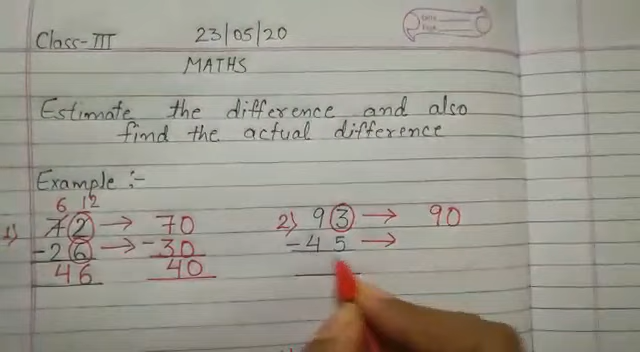 Class-III 23/05/20
MATHS
Estimate the difference and also
find the actual difference
Example :-
6 12
1) 72 → 70 2) 93 → 90
-26 → -30 -45 →
46 40